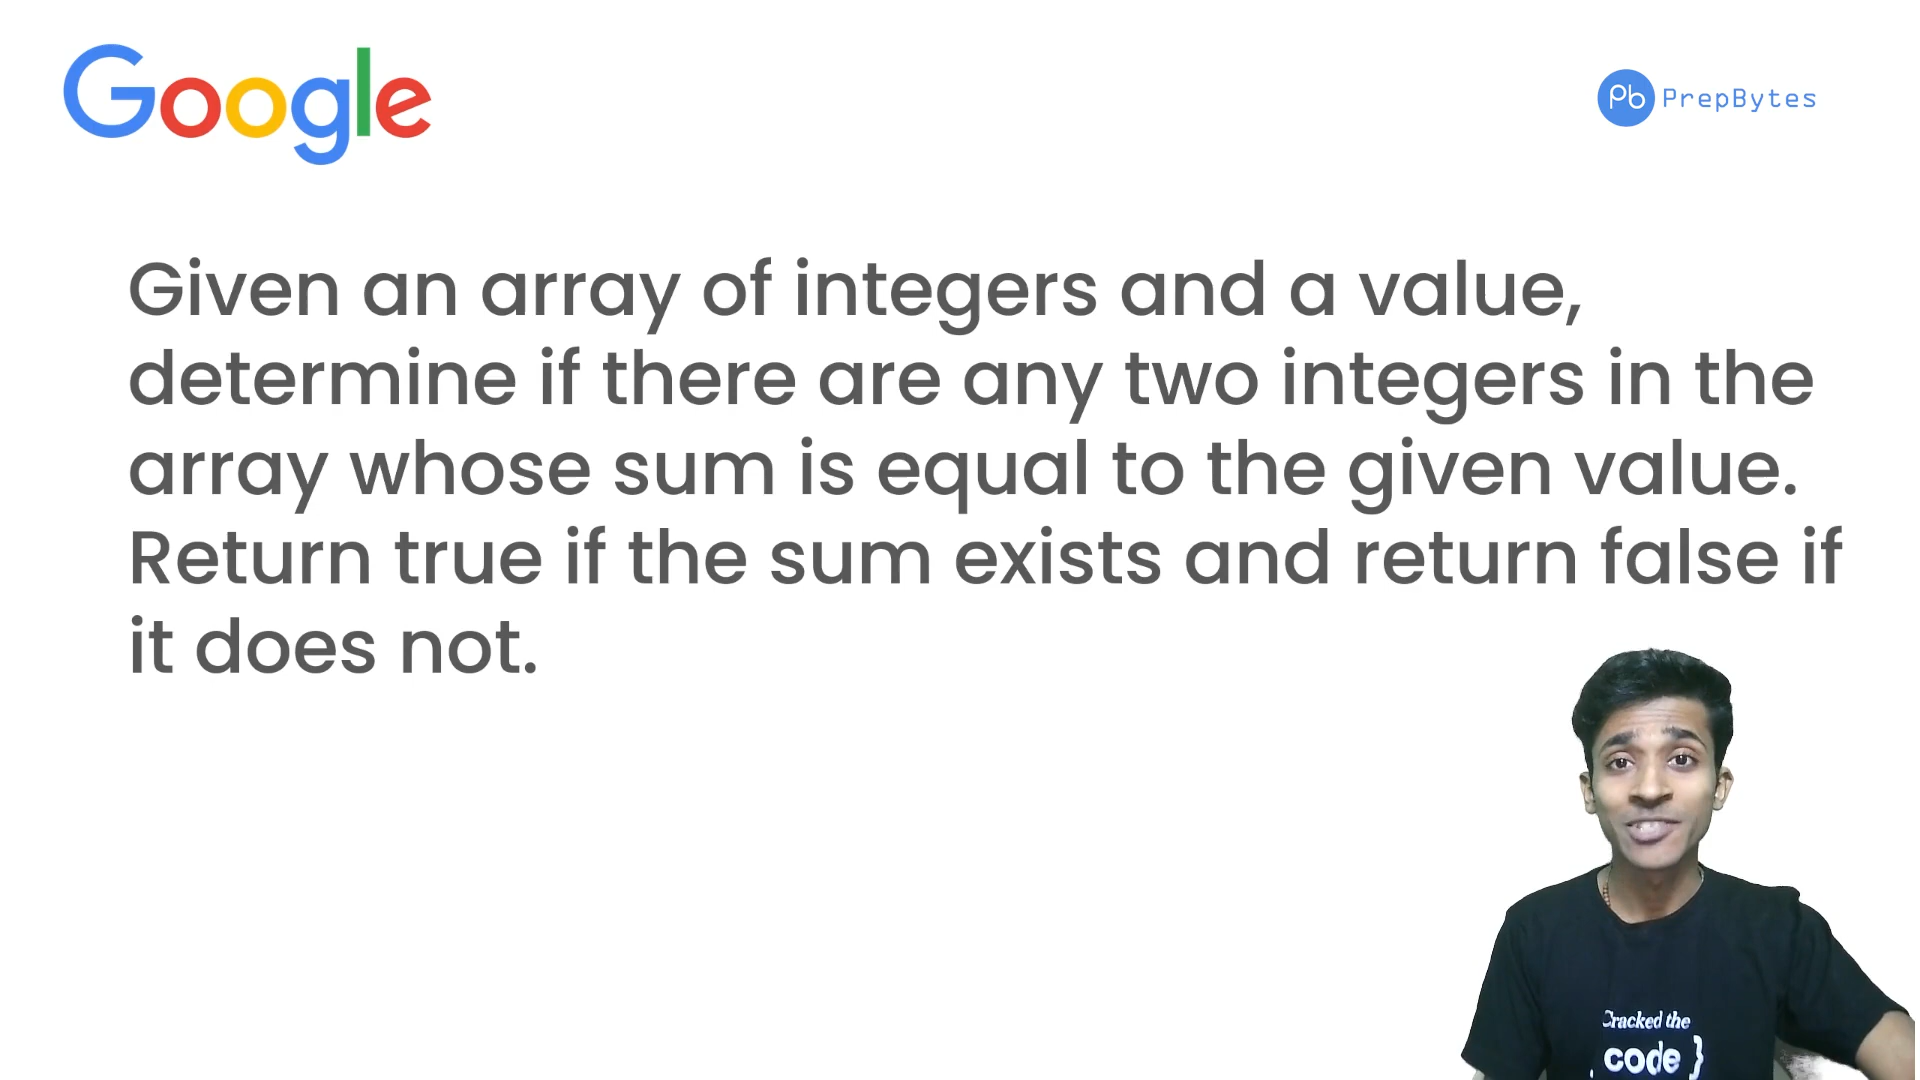 Google
Pb PrepBytes
Given an array of integers and a value,
determine if there are any two integers in the
array whose sum is equal to the given value.
Return true if the sum exists and return false if
it does not.
Cracked the
code }